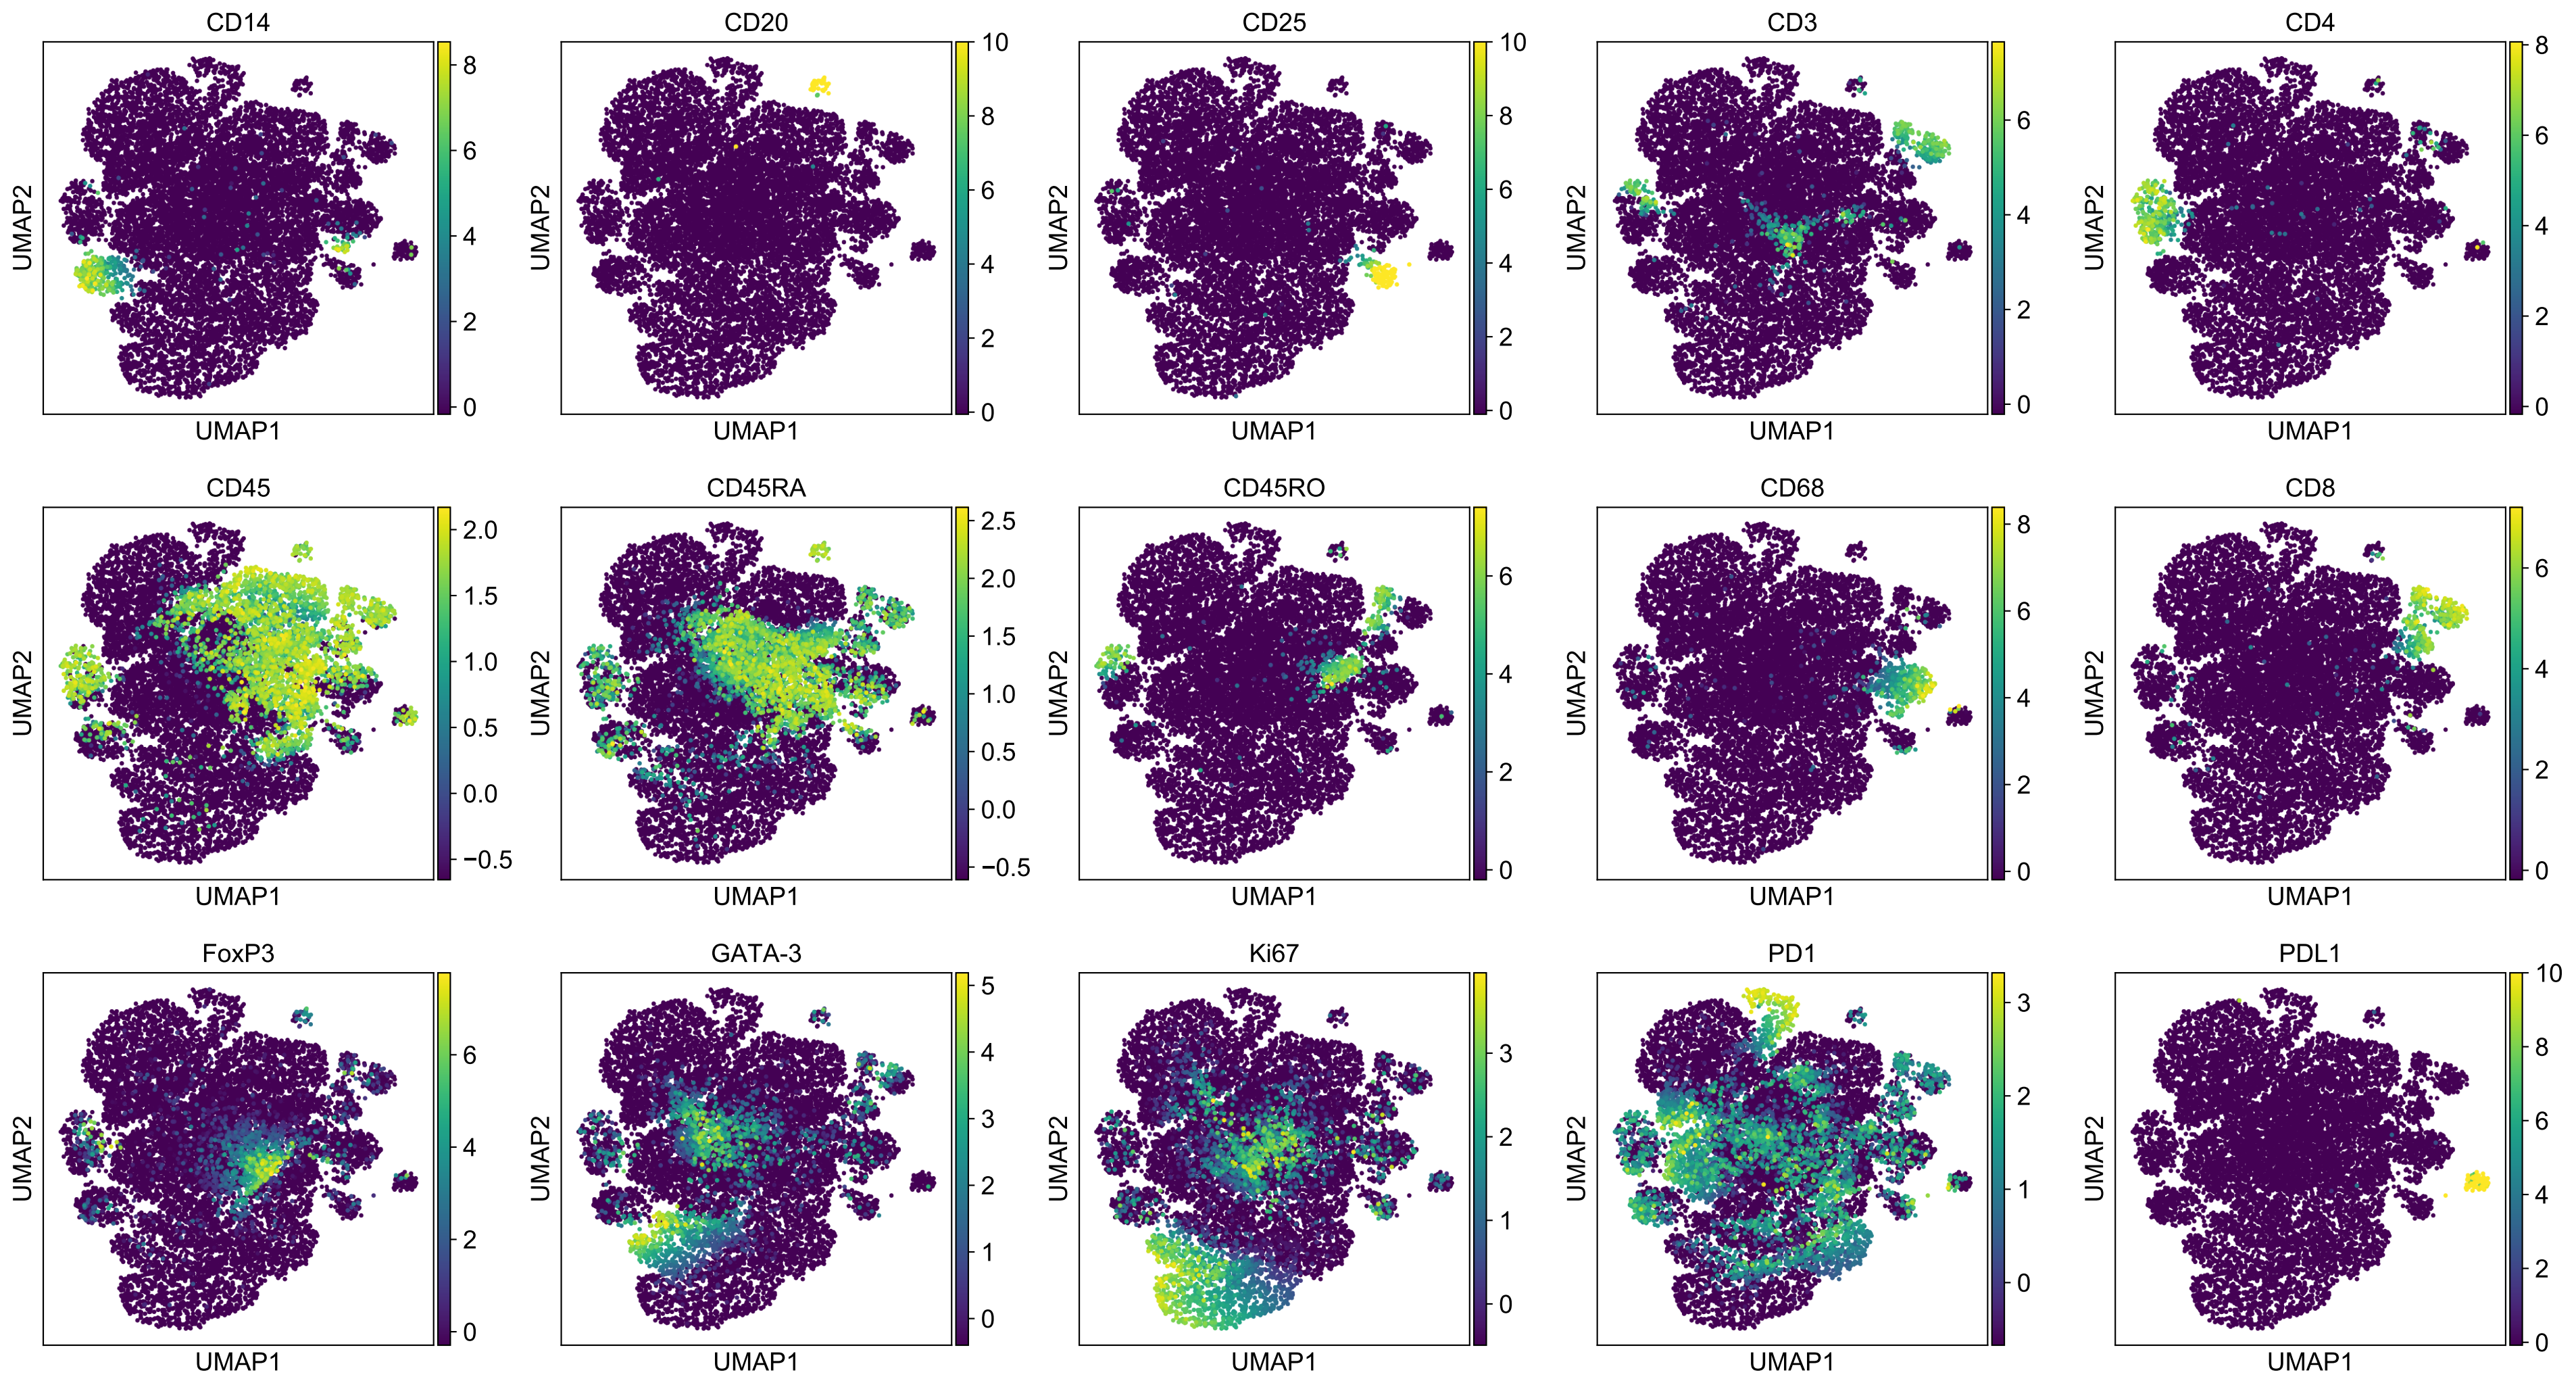 CD14
CD20
CD25
CD3
CD4
UMAP2
8
6
4
2
0
UMAP1
UMAP2
10
8
6
4
2
0
UMAP1
UMAP2
10
8
6
4
2
0
UMAP1
UMAP2
6
4
2
0
UMAP1
UMAP2
8
6
4
2
0
UMAP1
CD45
CD45RA
CD45RO
CD68
CD8
UMAP2
2.0
1.5
1.0
0.5
0.0
−0.5
UMAP1
UMAP2
2.5
2.0
1.5
1.0
0.5
0.0
−0.5
UMAP1
UMAP2
6
4
2
0
UMAP1
UMAP2
8
6
4
2
0
UMAP1
UMAP2
6
4
2
0
UMAP1
FoxP3
GATA-3
Ki67
PD1
PDL1
UMAP2
6
4
2
0
UMAP1
UMAP2
5
4
3
2
1
0
UMAP1
UMAP2
3
2
1
0
UMAP1
UMAP2
3
2
1
0
UMAP1
UMAP2
10
8
6
4
2
0
UMAP1